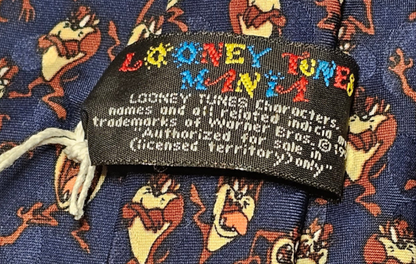 LOONEY TUNES
MANIA
LOONEY TUNES characters,
names and all related indicia are
trademarks of Warner Bros. ©
"Authorized for sale in
(licensed territory) only"